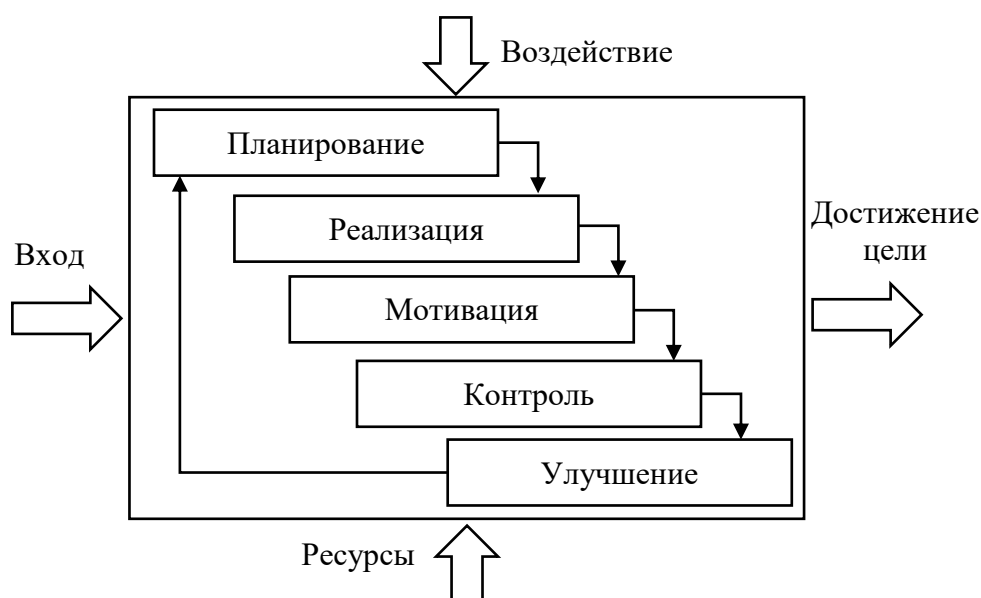 Воздействие
Планирование
Реализация
Достижение
цели
Вход
Мотивация
Контроль
Улучшение
Ресурсы